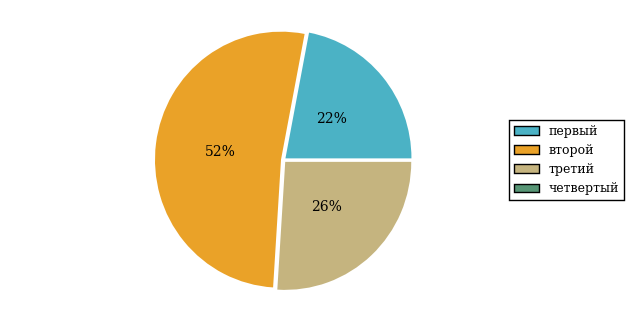 22%
52%
26%
первый
второй
третий
четвертый